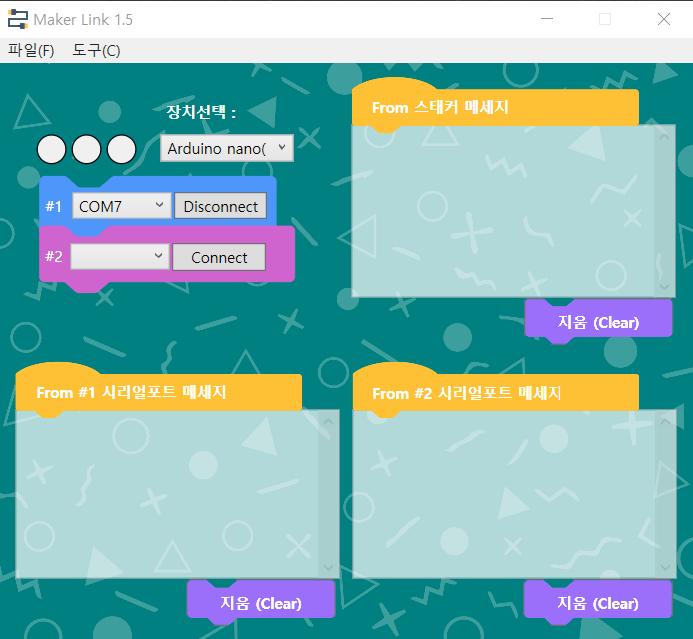 Maker Link 1.5
파일(F) 도구(C)
장치선택 :
Arduino nano(
#1 COM7 Disconnect
#2 Connect
From 스태커 메세지
지움 (Clear)
From #1 시리얼포트 메세지
지움 (Clear)
From #2 시리얼포트 메세지
지움 (Clear)